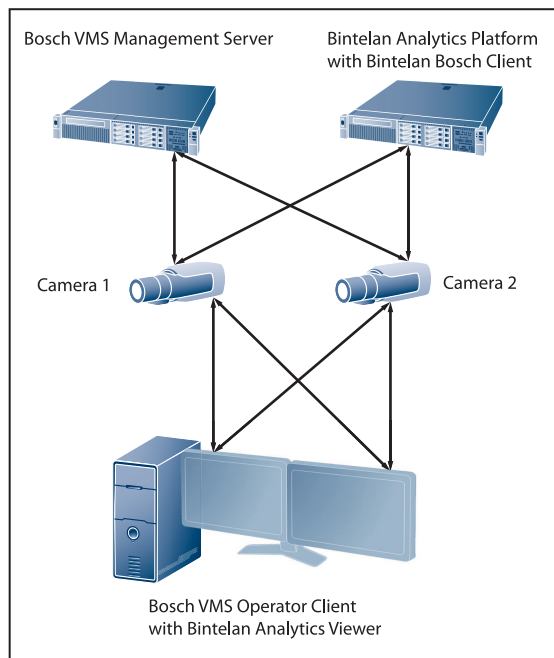 Bosch VMS Management Server
Bintelan Analytics Platform
with Bintelan Bosch Client
Camera 1
Camera 2
Bosch VMS Operator Client
with Bintelan Analytics Viewer